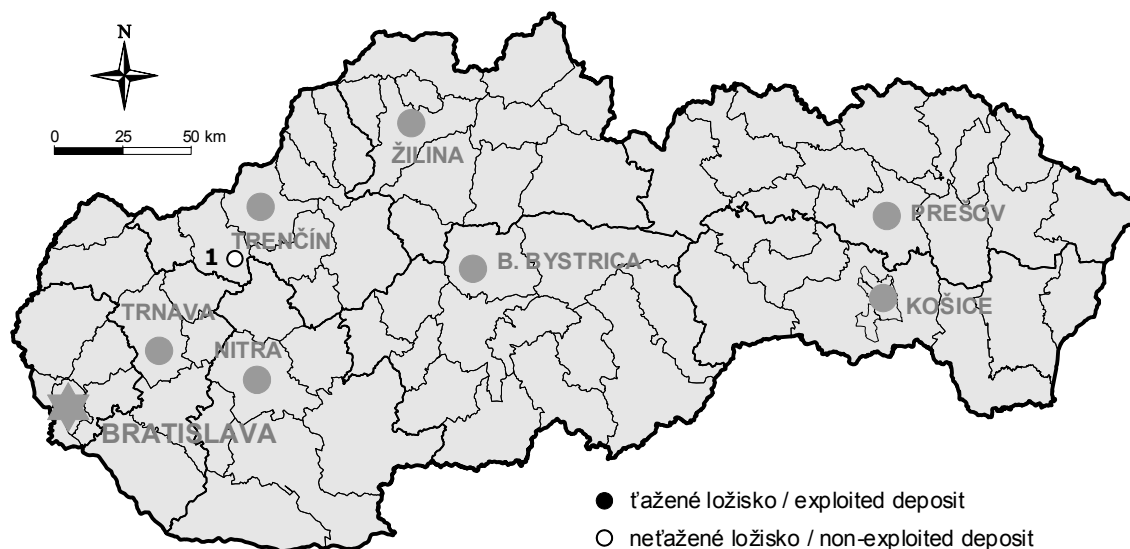 N
0 25 50 km
ŽILINA
TRENČÍN
PREŠOV
1
B. BYSTRICA
TRNAVA
KOŠICE
NITRA
BRATISLAVA
ťažené ložisko / exploited deposit
neťažené ložisko / non-exploited deposit